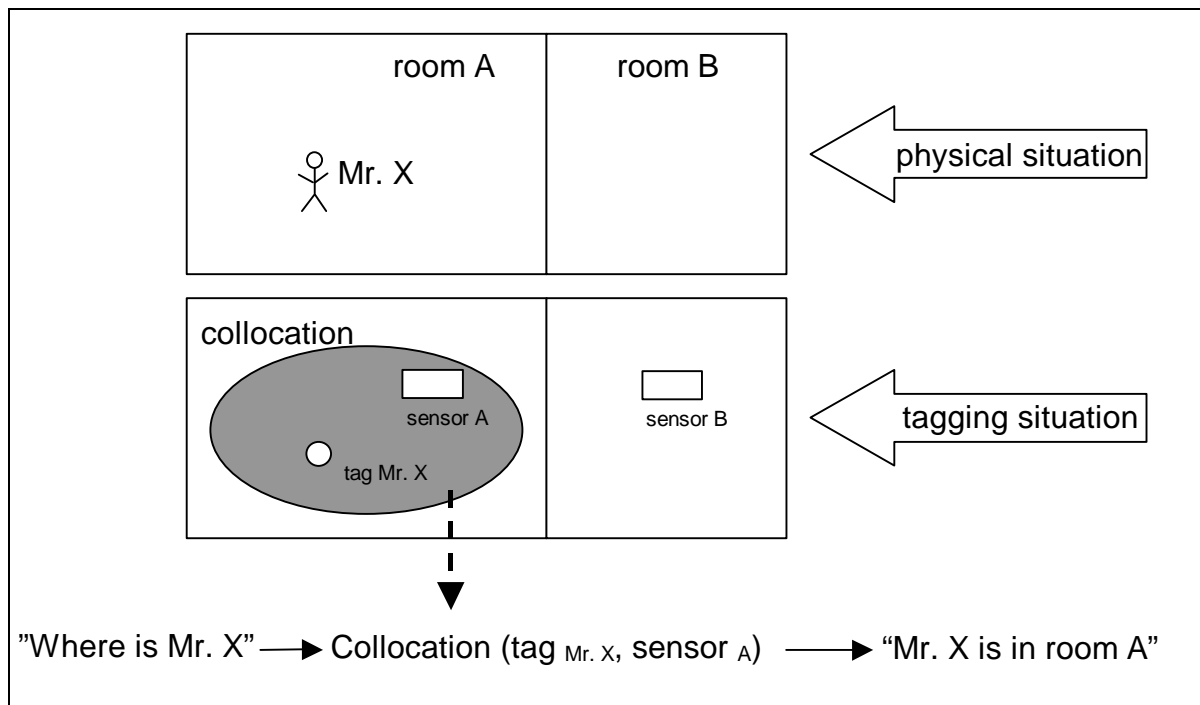 room A
room B
Mr. X
physical situation
collocation
sensor A
sensor B
tag Mr. X
tagging situation
”Where is Mr. X” Collocation (tag Mr. X, sensor A) “Mr. X is in room A”